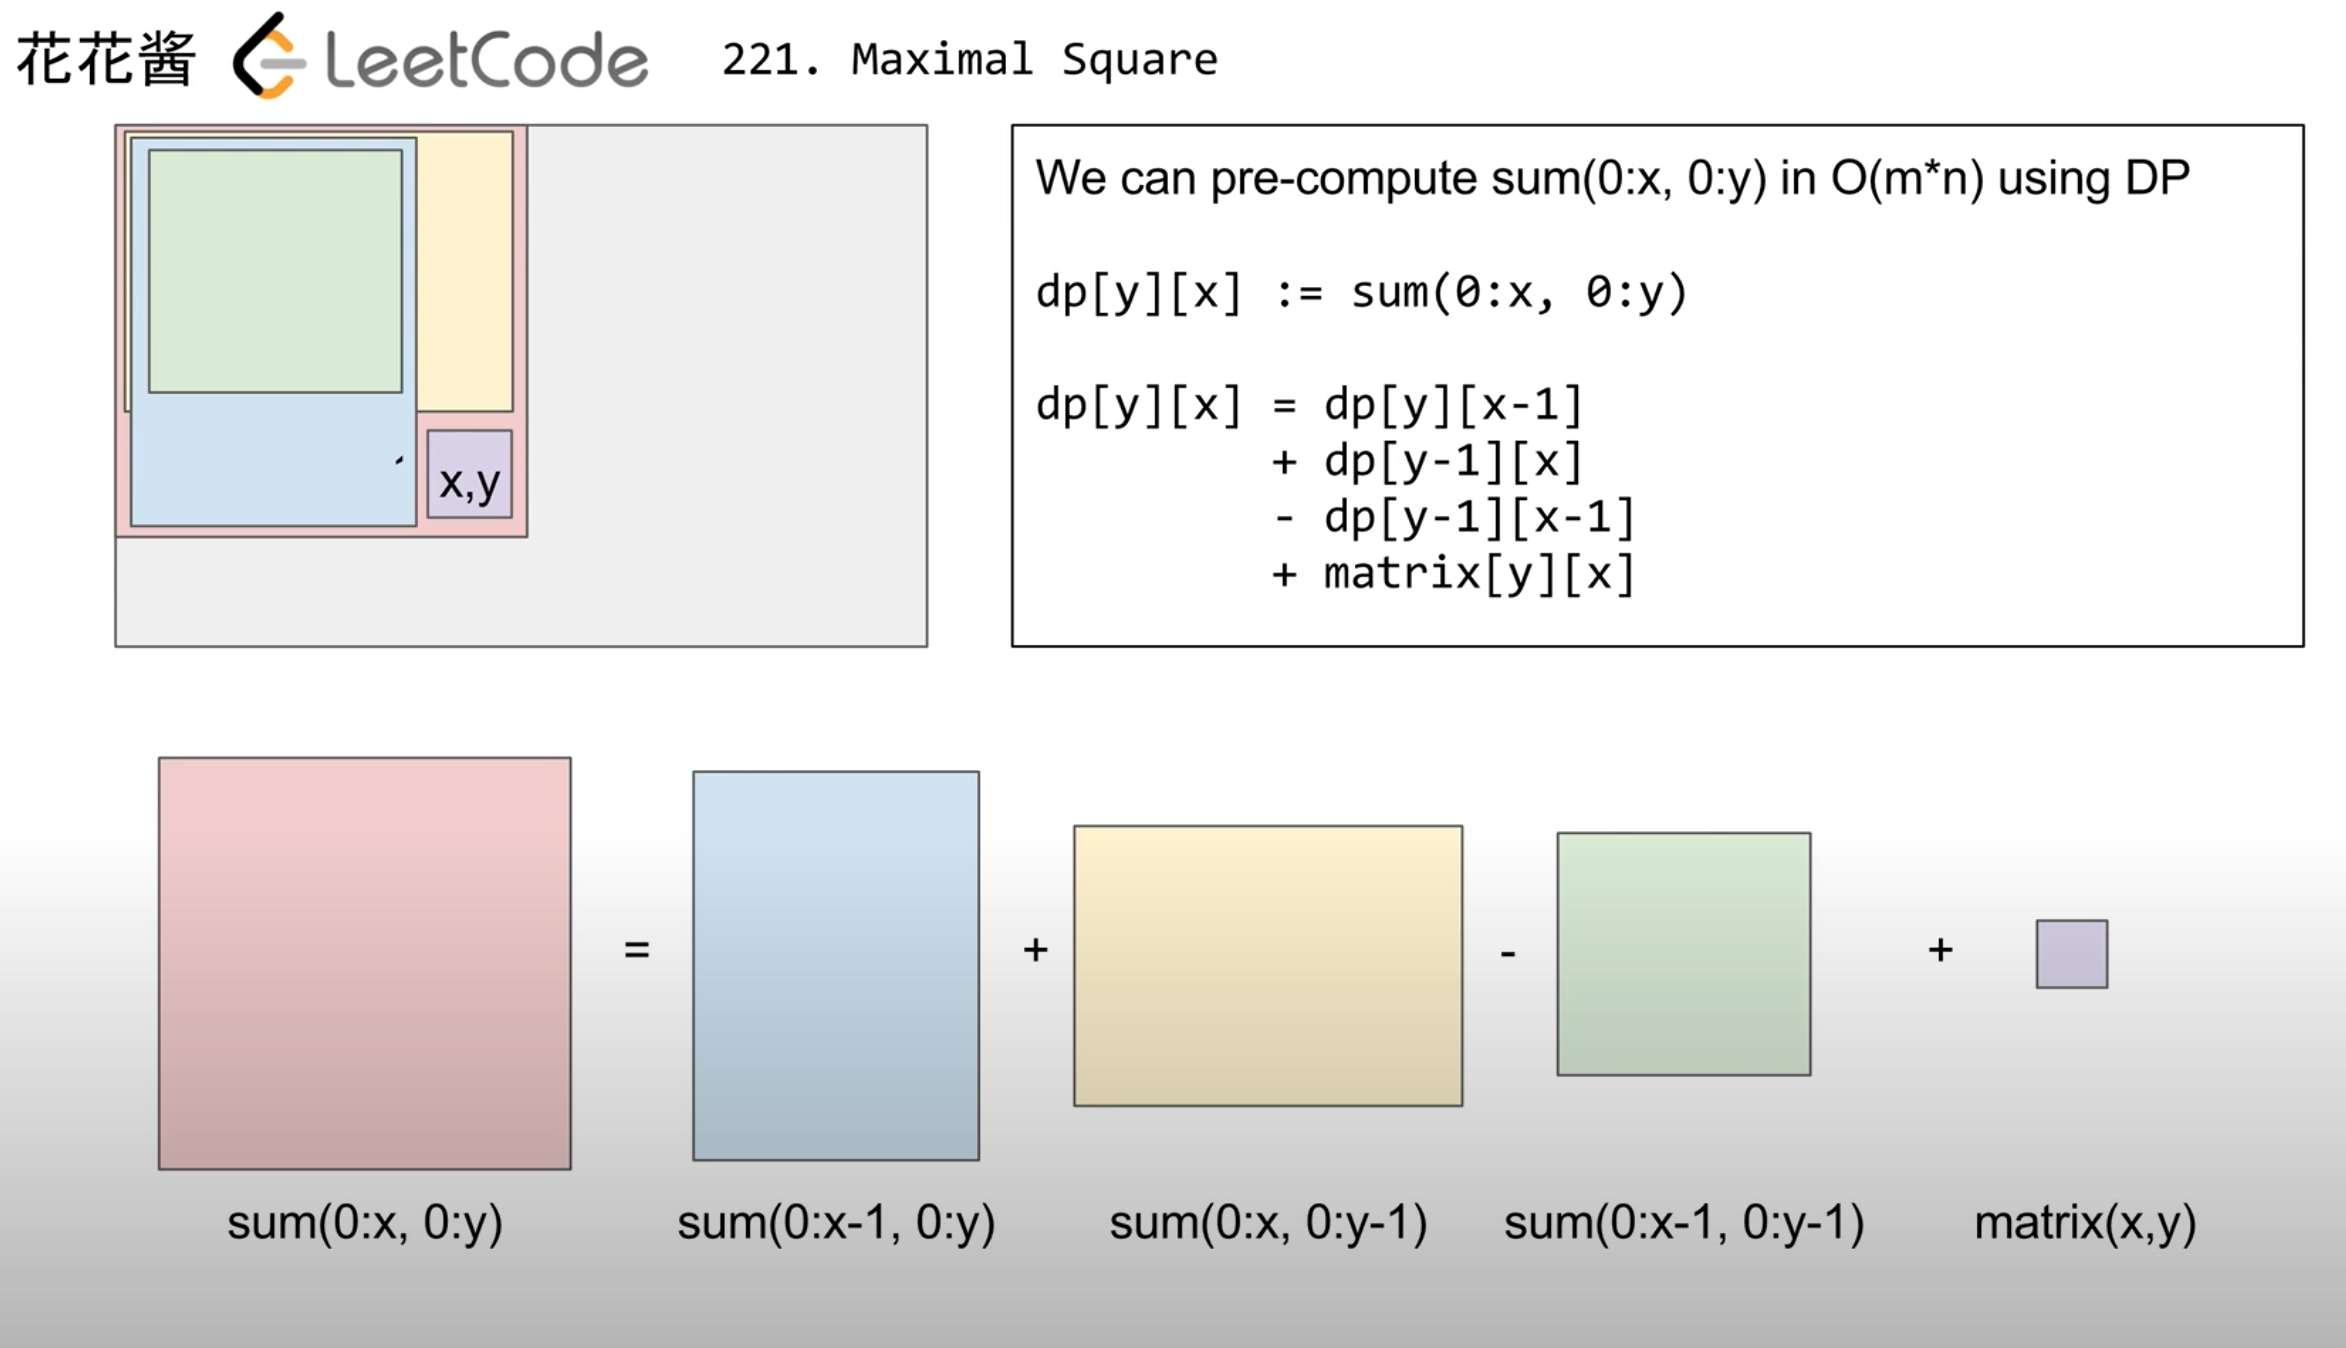 花花酱 LeetCode 221. Maximal Square
x,y
We can pre-compute sum(0:x, 0:y) in O(m*n) using DP
dp[y][x] := sum(0:x, 0:y)
dp[y][x] = dp[y][x-1]
+ dp[y-1][x]
- dp[y-1][x-1]
+ matrix[y][x]
= + - +
sum(0:x, 0:y) sum(0:x-1, 0:y) sum(0:x, 0:y-1) sum(0:x-1, 0:y-1) matrix(x,y)